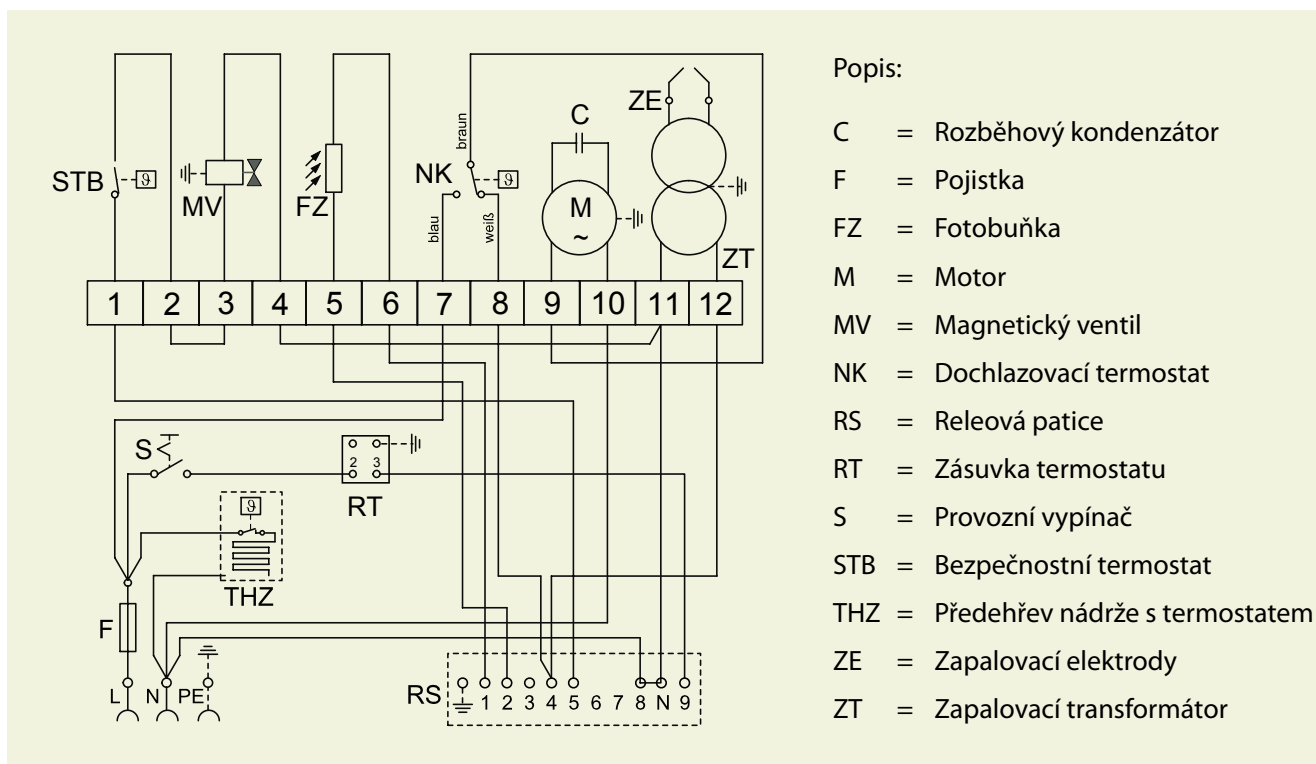 braun
ZE
C
STB
ϑ
MV
FZ
NK
ϑ
M
~
blau
weiß
ZT
1 2 3 4 5 6 7 8 9 10 11 12
S
2 3
RT
ϑ
THZ
F
L N PE
RS
1 2 3 4 5 6 7 8 N 9
Popis:
C = Rozběhový kondenzátor
F = Pojistka
FZ = Fotobuňka
M = Motor
MV = Magnetický ventil
NK = Dochlazovací termostat
RS = Releová patice
RT = Zásuvka termostatu
S = Provozní vypínač
STB = Bezpečnostní termostat
THZ = Předehřev nádrže s termostatem
ZE = Zapalovací elektrody
ZT = Zapalovací transformátor